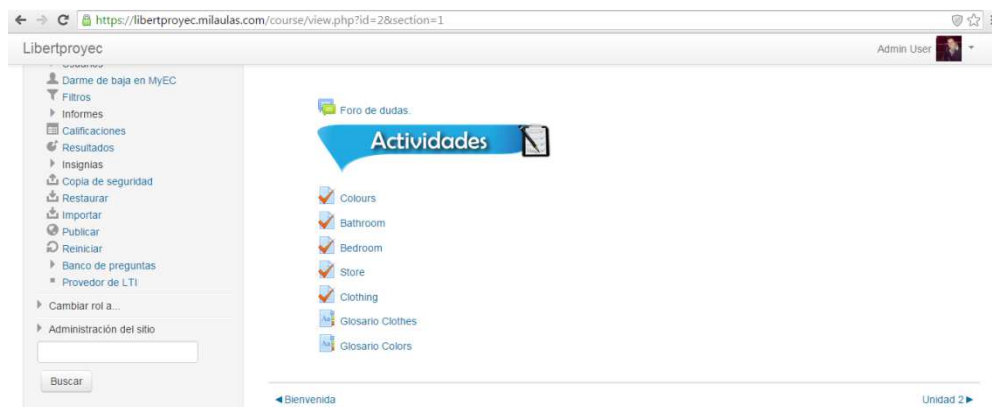 https://libertproyec.milaulas.com/course/view.php?id=2&section=1
Libertproyec
Admin User
Usuarios
Darme de baja en MyEC
Filtros
Informes
Calificaciones
Resultados
Insignias
Copia de seguridad
Restaurar
Importar
Publicar
Reiniciar
Banco de preguntas
Provedor de LTI
Cambiar rol a...
Administración del sitio
Buscar
Foro de dudas.
Actividades
Colours
Bathroom
Bedroom
Store
Clothing
Glosario Clothes
Glosario Colors
Bienvenida
Unidad 2